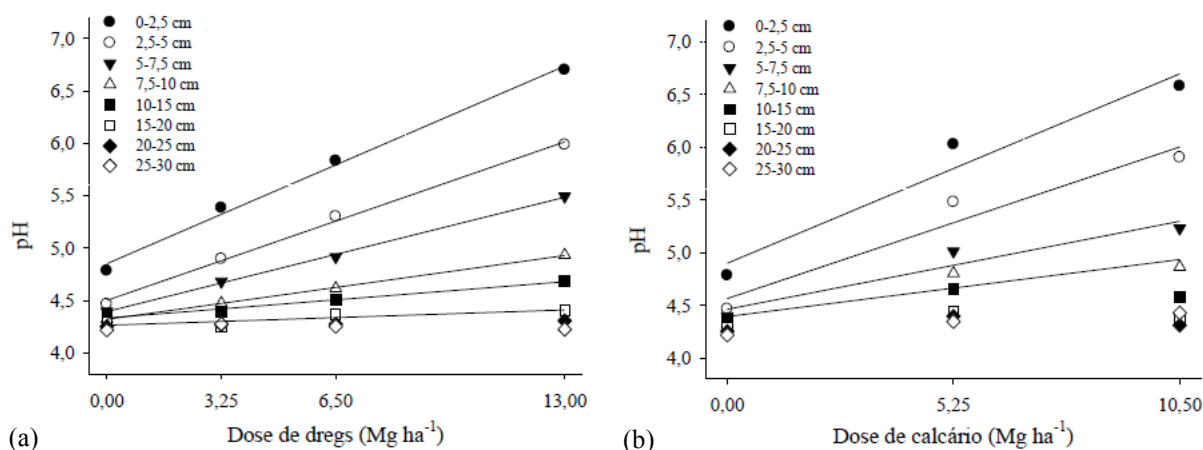 0-2,5 cm
2,5-5 cm
5-7,5 cm
7,5-10 cm
10-15 cm
15-20 cm
20-25 cm
25-30 cm
7,0
6,5
6,0
5,5
5,0
4,5
4,0
pH
0,00 3,25 6,50 13,00
Dose de dregs (Mg ha⁻¹)
(a)
0-2,5 cm
2,5-5 cm
5-7,5 cm
7,5-10 cm
10-15 cm
15-20 cm
20-25 cm
25-30 cm
7,0
6,5
6,0
5,5
5,0
4,5
4,0
pH
0,00 5,25 10,50
Dose de calcário (Mg ha⁻¹)
(b)